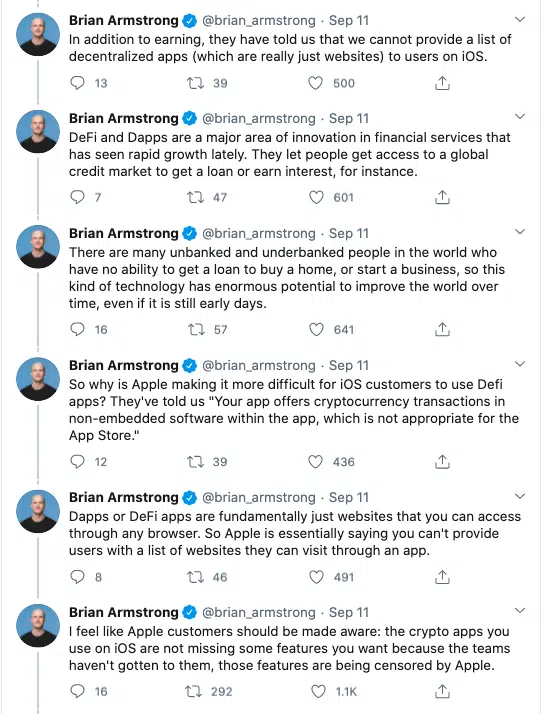 Brian Armstrong @brian_armstrong · Sep 11
In addition to earning, they have told us that we cannot provide a list of
decentralized apps (which are really just websites) to users on iOS.
13 39 500
Brian Armstrong @brian_armstrong · Sep 11
DeFi and Dapps are a major area of innovation in financial services that
has seen rapid growth lately. They let people get access to a global
credit market to get a loan or earn interest, for instance.
7 47 601
Brian Armstrong @brian_armstrong · Sep 11
There are many unbanked and underbanked people in the world who
have no ability to get a loan to buy a home, or start a business, so this
kind of technology has enormous potential to improve the world over
time, even if it is still early days.
16 57 641
Brian Armstrong @brian_armstrong · Sep 11
So why is Apple making it more difficult for iOS customers to use Defi
apps? They've told us "Your app offers cryptocurrency transactions in
non-embedded software within the app, which is not appropriate for the
App Store."
12 39 436
Brian Armstrong @brian_armstrong · Sep 11
Dapps or DeFi apps are fundamentally just websites that you can access
through any browser. So Apple is essentially saying you can't provide
users with a list of websites they can visit through an app.
8 46 491
Brian Armstrong @brian_armstrong · Sep 11
I feel like Apple customers should be made aware: the crypto apps you
use on iOS are not missing some features you want because the teams
haven't gotten to them, those features are being censored by Apple.
16 292 1.1K